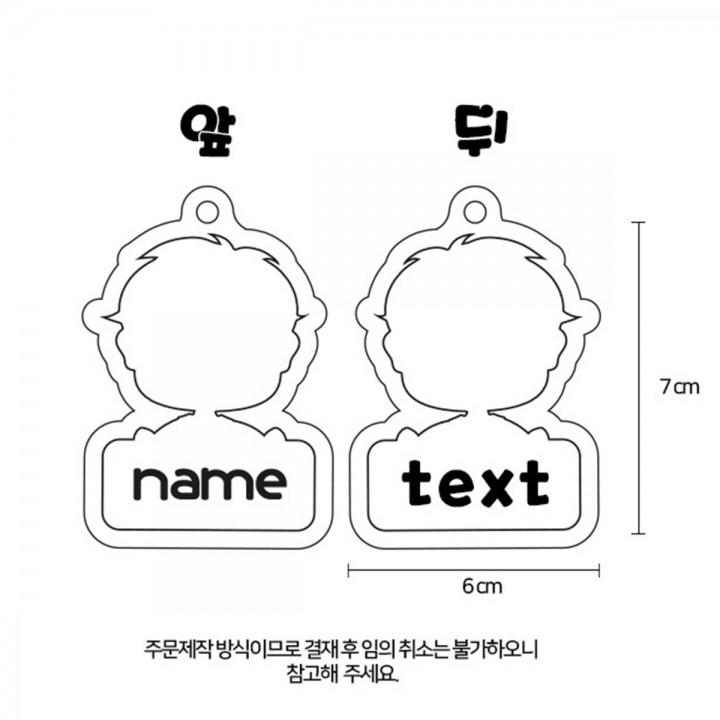 앞 뒤
name text
7cm
6cm
주문제작 방식이므로 결재 후 임의 취소는 불가하오니
참고해 주세요.